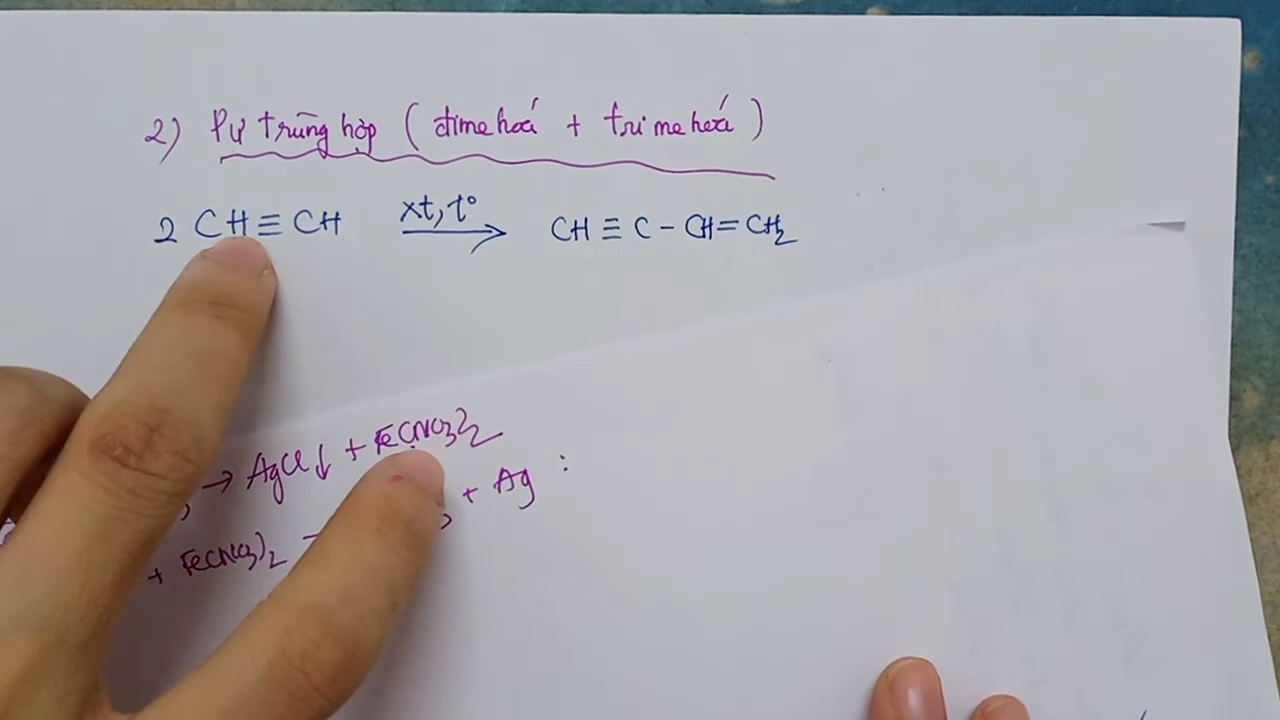 2) Pứ trùng hợp ( đime hoá + trime hoá )
2 CH ≡ CH xt, t° → CH ≡ C - CH = CH₂
→ AgCl↓ + Fe(NO₃)₂
+ Fe(NO₃)₂ → + Ag :